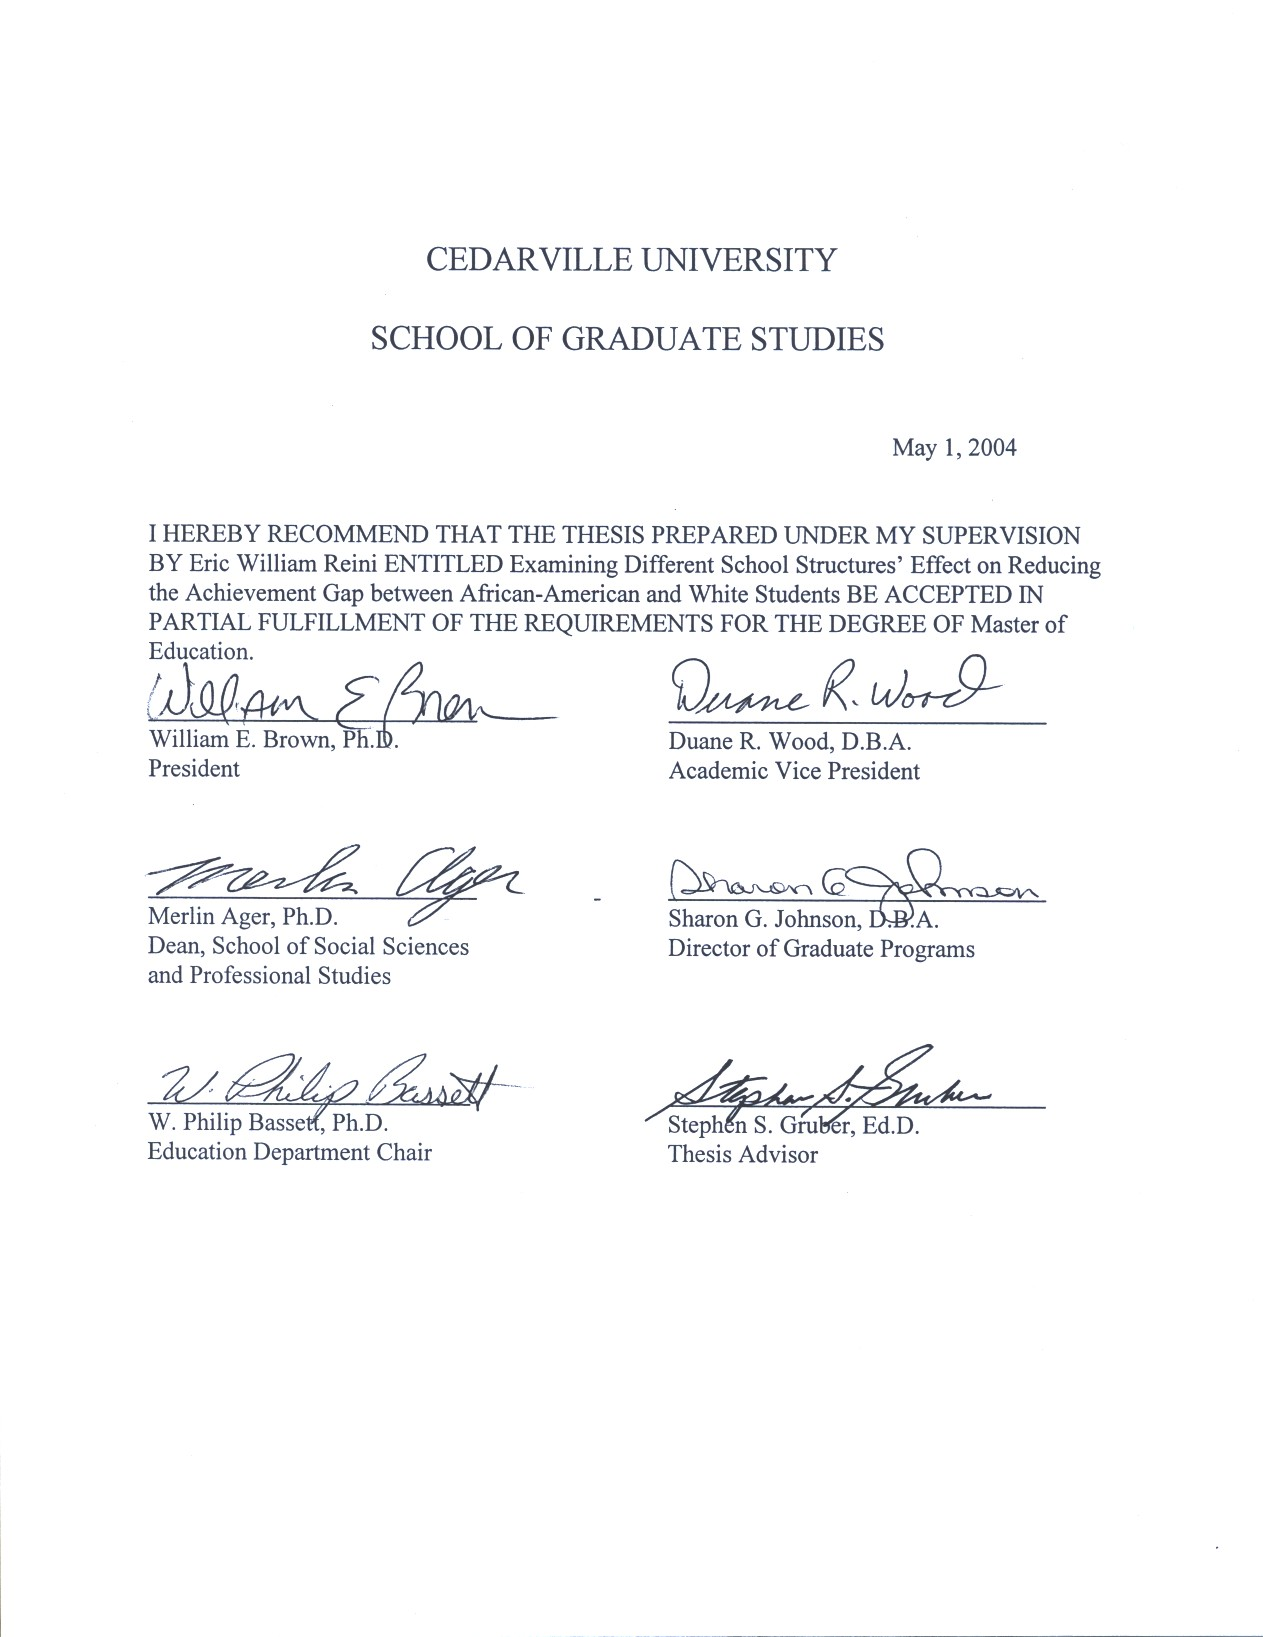 CEDARVILLE UNIVERSITY
SCHOOL OF GRADUATE STUDIES
May 1, 2004
I HEREBY RECOMMEND THAT THE THESIS PREPARED UNDER MY SUPERVISION
BY Eric William Reini ENTITLED Examining Different School Structures’ Effect on Reducing
the Achievement Gap between African-American and White Students BE ACCEPTED IN
PARTIAL FULFILLMENT OF THE REQUIREMENTS FOR THE DEGREE OF Master of
Education.
William E Brown
William E. Brown, Ph.D.
President
Duane R. Wood
Duane R. Wood, D.B.A.
Academic Vice President
Merlin Ager
Merlin Ager, Ph.D.
Dean, School of Social Sciences
and Professional Studies
Sharon G Johnson
Sharon G. Johnson, D.B.A.
Director of Graduate Programs
W. Philip Bassett
W. Philip Bassett, Ph.D.
Education Department Chair
Stephen S. Gruber
Stephen S. Gruber, Ed.D.
Thesis Advisor